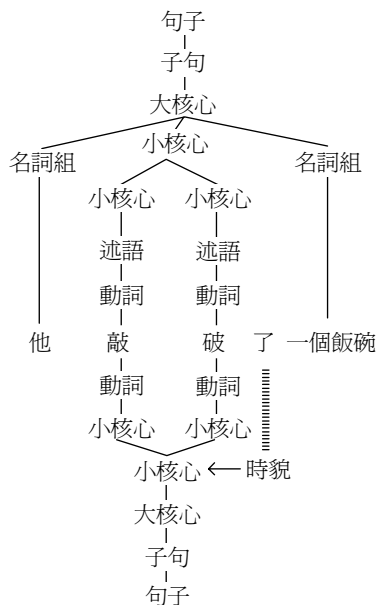 句子
子句
大核心
名詞組 小核心 名詞組
小核心 小核心
述語 述語
動詞 動詞
他 敲 破 了 一個飯碗
動詞 動詞
小核心 小核心
小核心 時貌
大核心
子句
句子